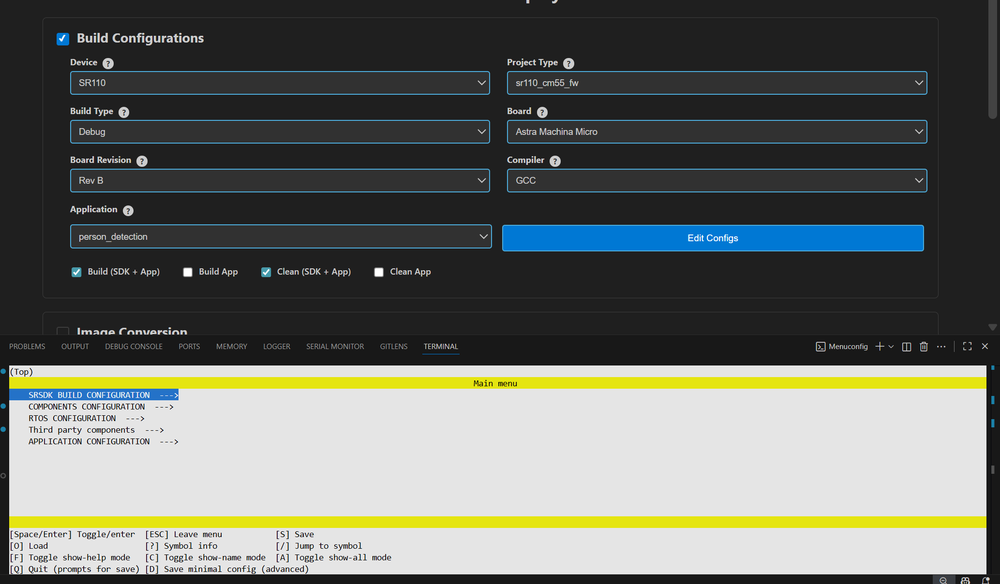 Build Configurations
Device ?
Project Type ?
SR110
sr110_cm55_fw
Build Type ?
Board ?
Debug
Astra Machina Micro
Board Revision ?
Compiler ?
Rev B
GCC
Application ?
person_detection
Edit Configs
Build (SDK + App) Build App Clean (SDK + App) Clean App
Image Conversion
PROBLEMS OUTPUT DEBUG CONSOLE PORTS MEMORY LOGGER SERIAL MONITOR GITLENS TERMINAL Menuconfig
(Top)
Main menu
SRSDK BUILD CONFIGURATION --->
COMPONENTS CONFIGURATION --->
RTOS CONFIGURATION --->
Third party components --->
APPLICATION CONFIGURATION --->
[Space/Enter] Toggle/enter [ESC] Leave menu [S] Save
[O] Load [?] Symbol info [/] Jump to symbol
[F] Toggle show-help mode [C] Toggle show-name mode [A] Toggle show-all mode
[Q] Quit (prompts for save) [D] Save minimal config (advanced)